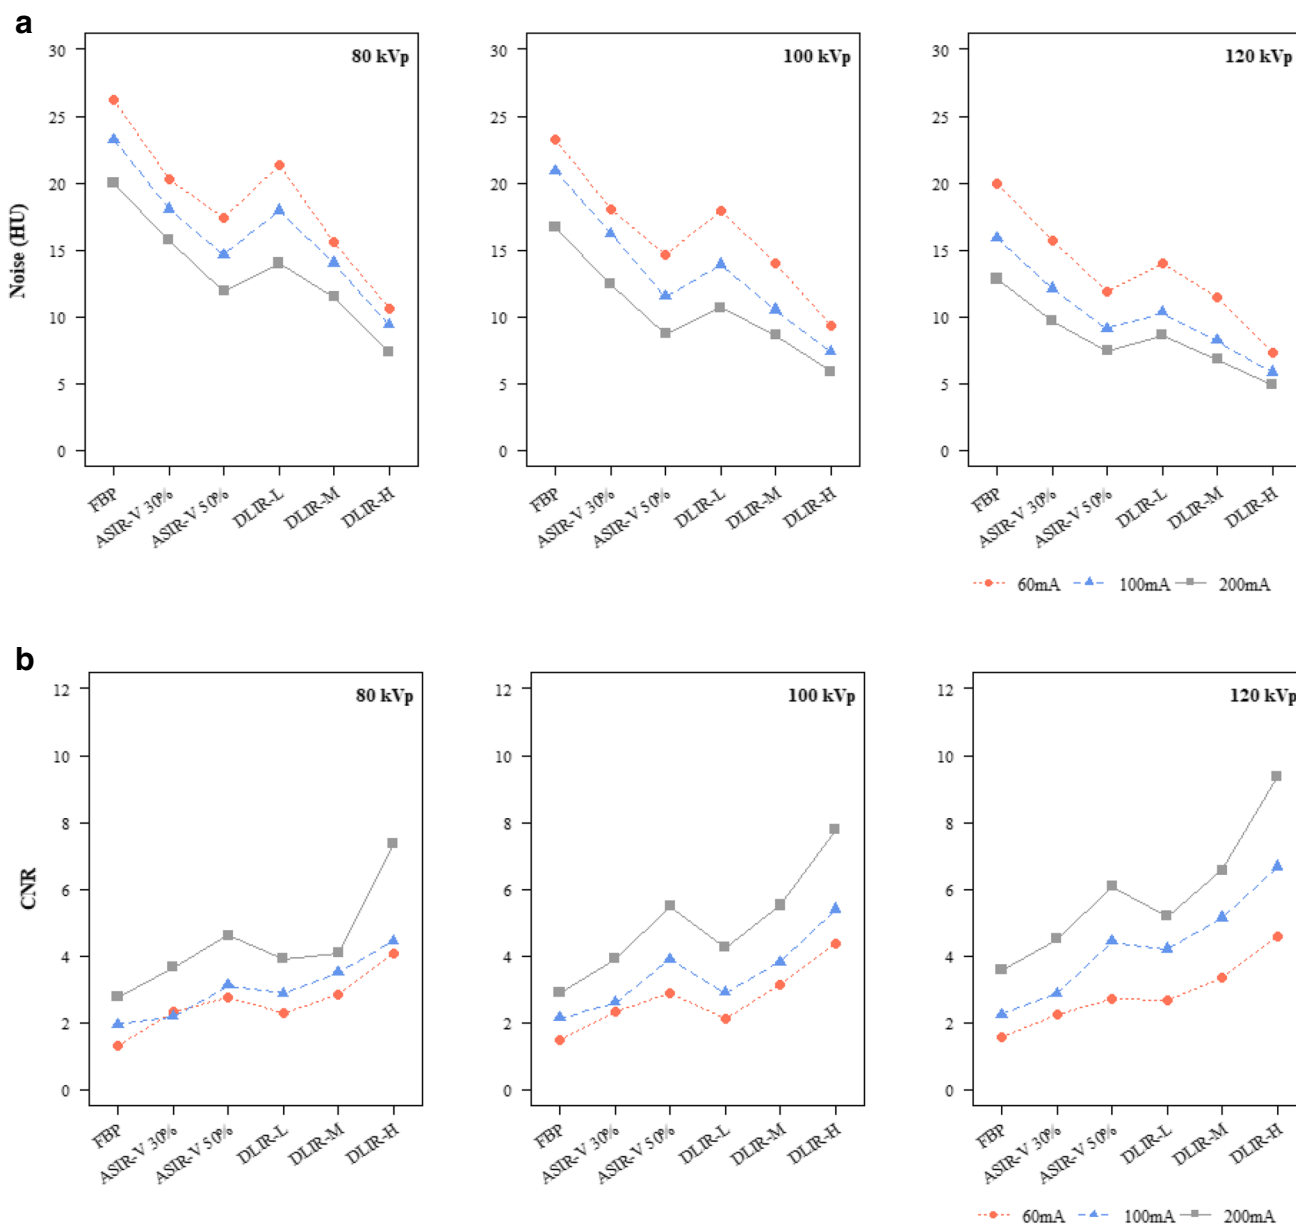 a
80 kVp
100 kVp
120 kVp
30
25
20
15
10
5
0
30
25
20
15
10
5
0
30
25
20
15
10
5
0
Noise (HU)
FBP
ASIR-V 30%
ASIR-V 50%
DLIR-L
DLIR-M
DLIR-H
FBP
ASIR-V 30%
ASIR-V 50%
DLIR-L
DLIR-M
DLIR-H
FBP
ASIR-V 30%
ASIR-V 50%
DLIR-L
DLIR-M
DLIR-H
60mA 100mA 200mA
b
80 kVp
100 kVp
120 kVp
12
10
8
6
4
2
0
12
10
8
6
4
2
0
12
10
8
6
4
2
0
CNR
FBP
ASIR-V 30%
ASIR-V 50%
DLIR-L
DLIR-M
DLIR-H
FBP
ASIR-V 30%
ASIR-V 50%
DLIR-L
DLIR-M
DLIR-H
FBP
ASIR-V 30%
ASIR-V 50%
DLIR-L
DLIR-M
DLIR-H
60mA 100mA 200mA